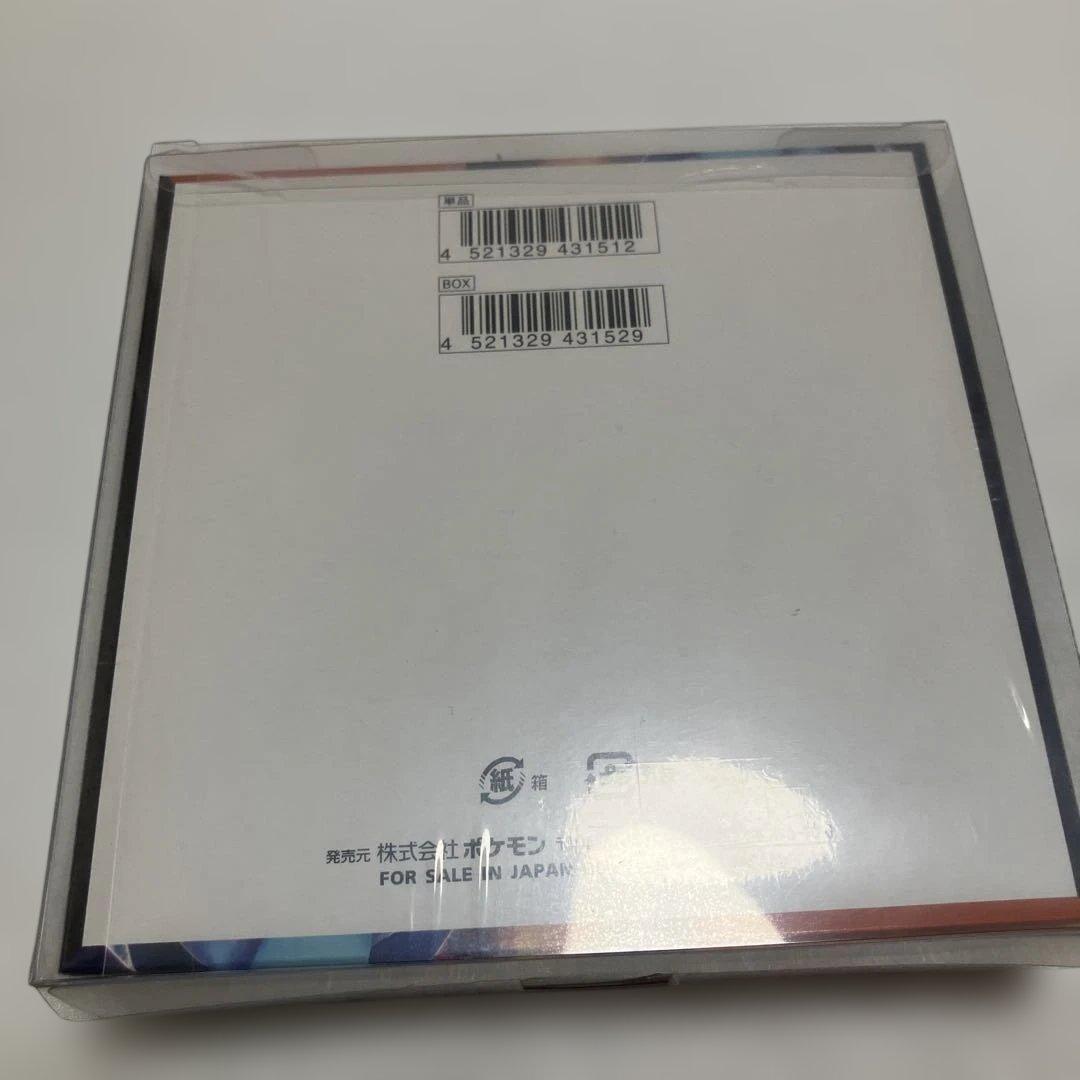 単品
4 521329 431512
BOX
4 521329 431529
紙 箱
発売元 株式会社ポケモン
FOR SALE IN JAPAN